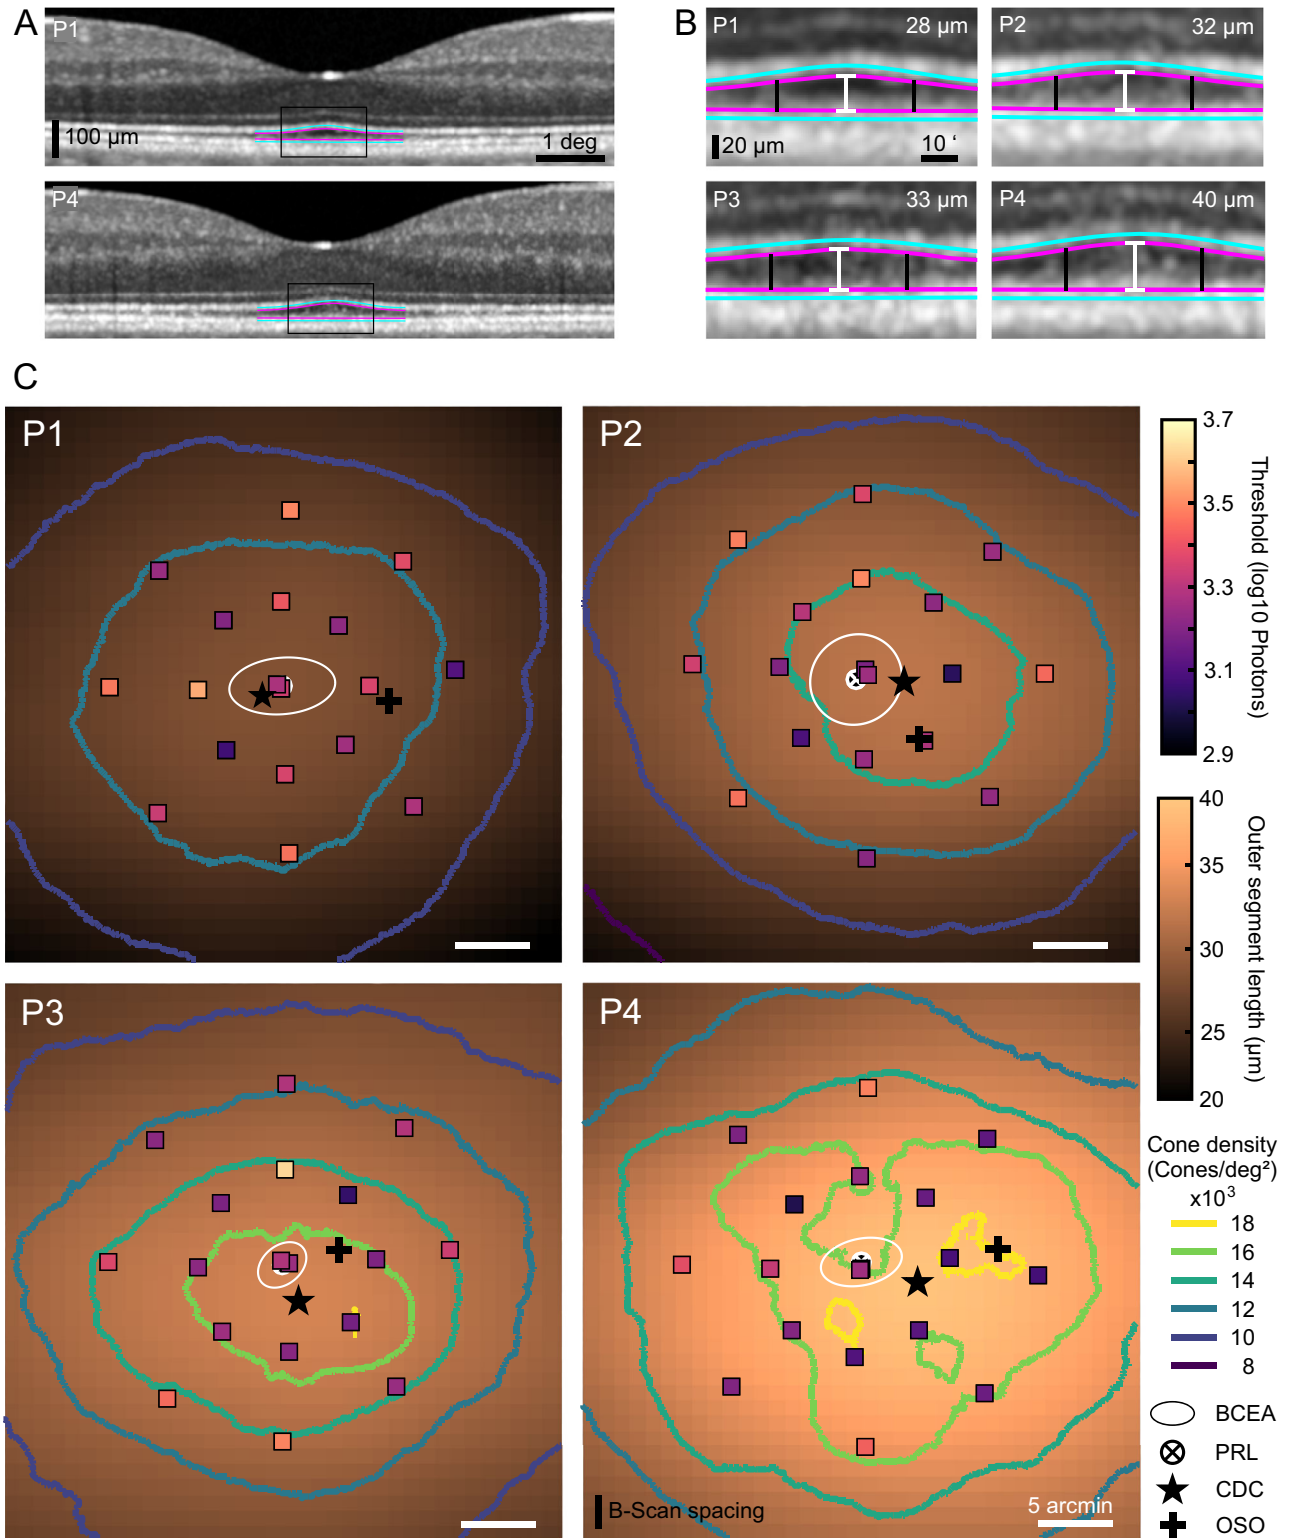 A
P1
100 µm
1 deg
P4
B
P1
28 µm
20 µm
10 ‘
P2
32 µm
P3
33 µm
P4
40 µm
C
P1
P2
P3
P4
B-Scan spacing
5 arcmin
3.7
3.5
3.3
3.1
2.9
Threshold (log10 Photons)
40
35
30
25
20
Outer segment length (µm)
Cone density
(Cones/deg²)
x10³
18
16
14
12
10
8
BCEA
PRL
CDC
OSO